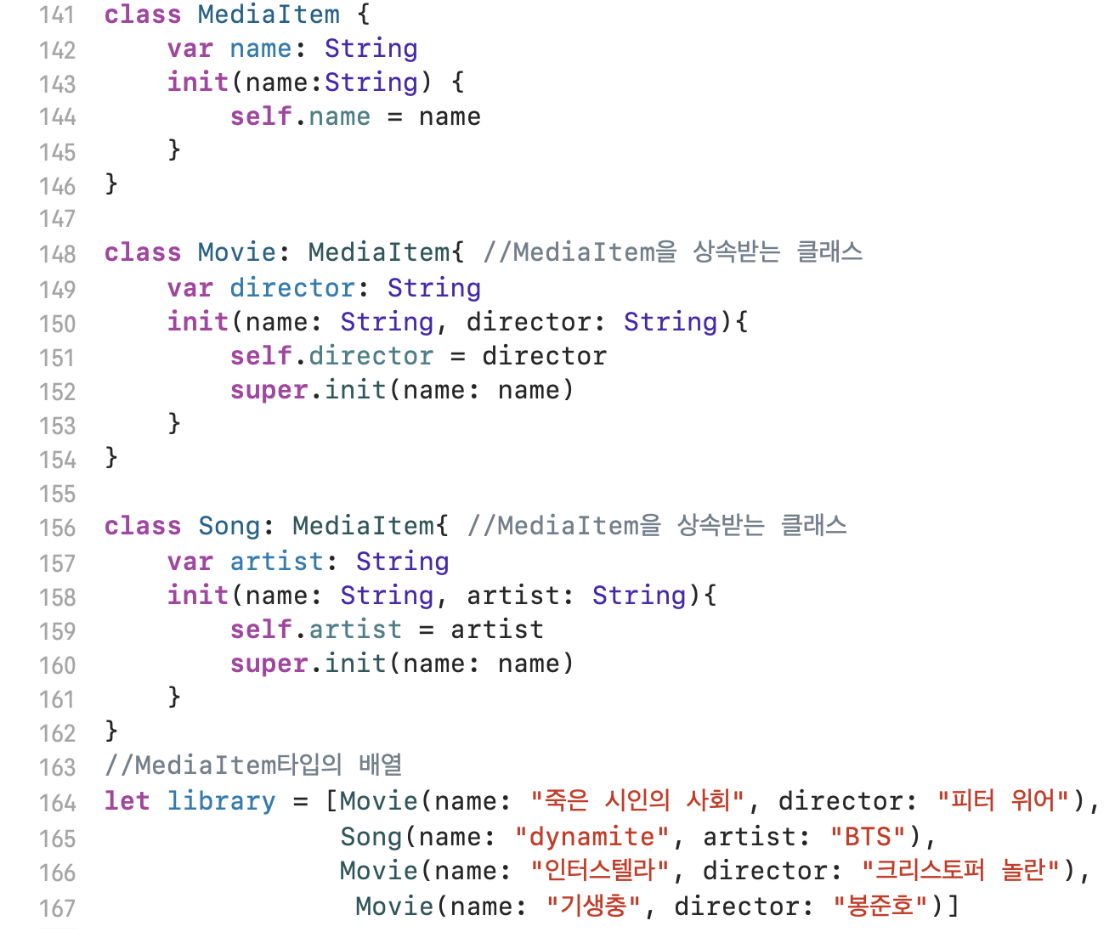 141 class MediaItem {
142     var name: String
143     init(name:String) {
144         self.name = name
145     }
146 }
147
148 class Movie: MediaItem{ //MediaItem을 상속받는 클래스
149     var director: String
150     init(name: String, director: String){
151         self.director = director
152         super.init(name: name)
153     }
154 }
155
156 class Song: MediaItem{ //MediaItem을 상속받는 클래스
157     var artist: String
158     init(name: String, artist: String){
159         self.artist = artist
160         super.init(name: name)
161     }
162 }
163 //MediaItem타입의 배열
164 let library = [Movie(name: "죽은 시인의 사회", director: "피터 위어"),
165                Song(name: "dynamite", artist: "BTS"),
166                Movie(name: "인터스텔라", director: "크리스토퍼 놀란"),
167                 Movie(name: "기생충", director: "봉준호")]